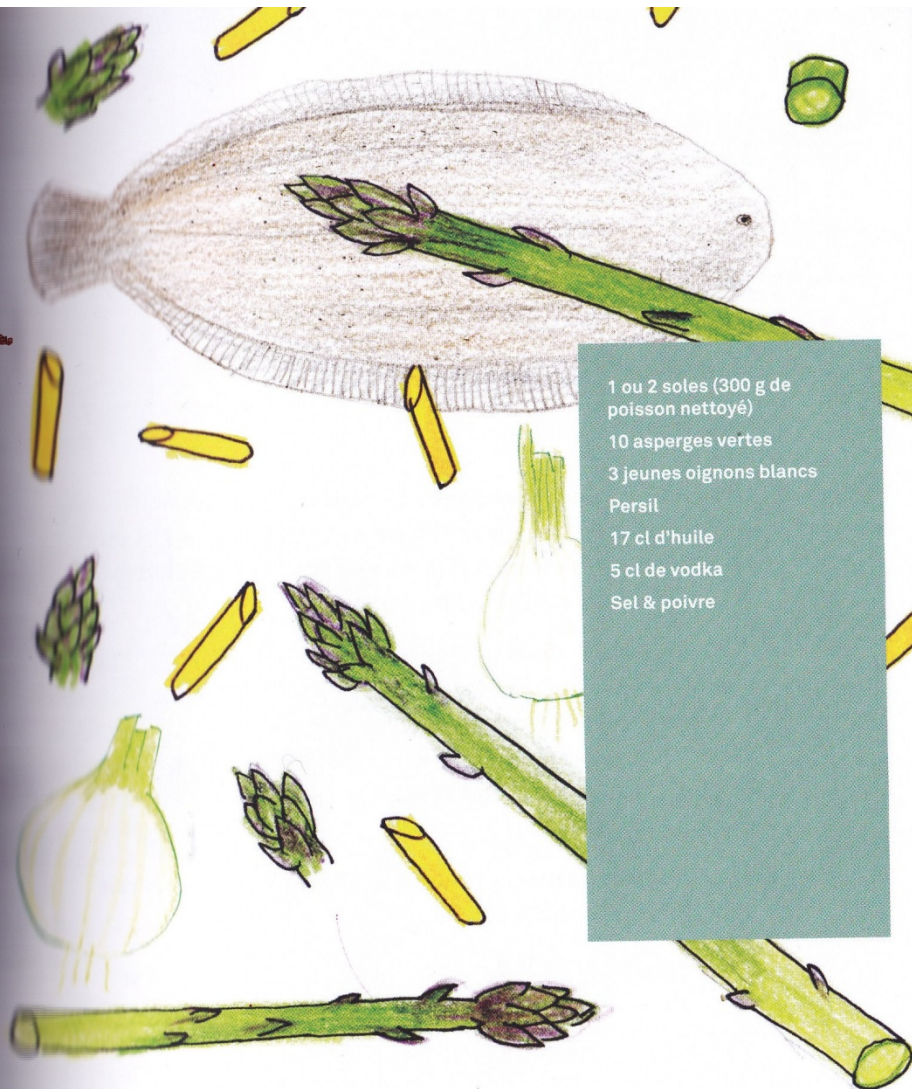 1 ou 2 soles (300 g de
poisson nettoyé)
10 asperges vertes
3 jeunes oignons blancs
Persil
17 cl d'huile
5 cl de vodka
Sel & poivre